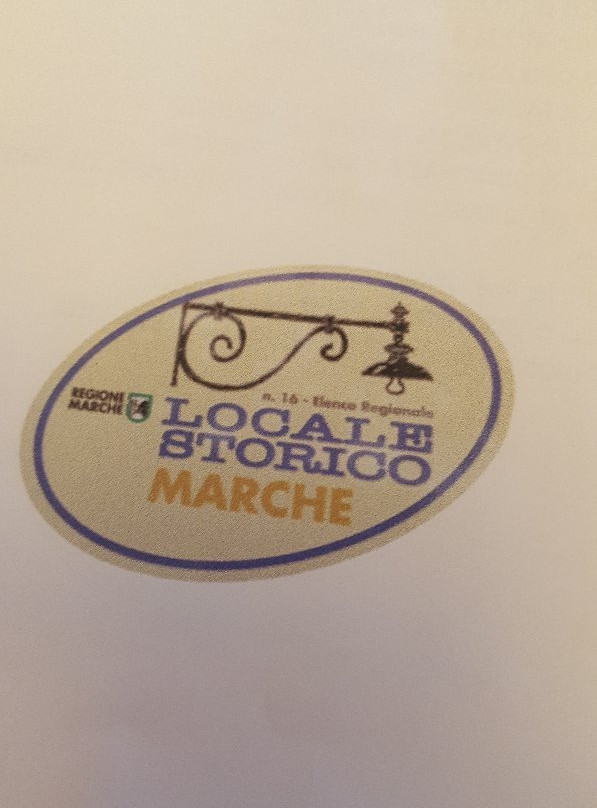 n. 16 - Elenco Regionale
REGIONE
MARCHE
LOCALE
STORICO
MARCHE